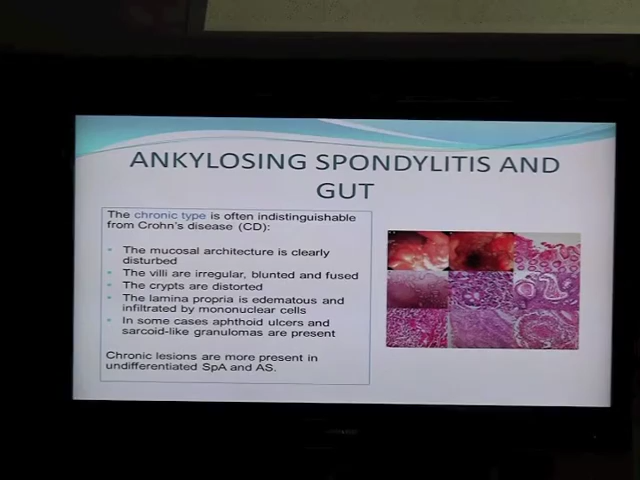 ANKYLOSING SPONDYLITIS AND
GUT
The chronic type is often indistinguishable
from Crohn's disease (CD):
• The mucosal architecture is clearly
disturbed
• The villi are irregular, blunted and fused
• The crypts are distorted
• The lamina propria is edematous and
infiltrated by mononuclear cells
• In some cases aphthoid ulcers and
sarcoid-like granulomas are present
Chronic lesions are more present in
undifferentiated SpA and AS.